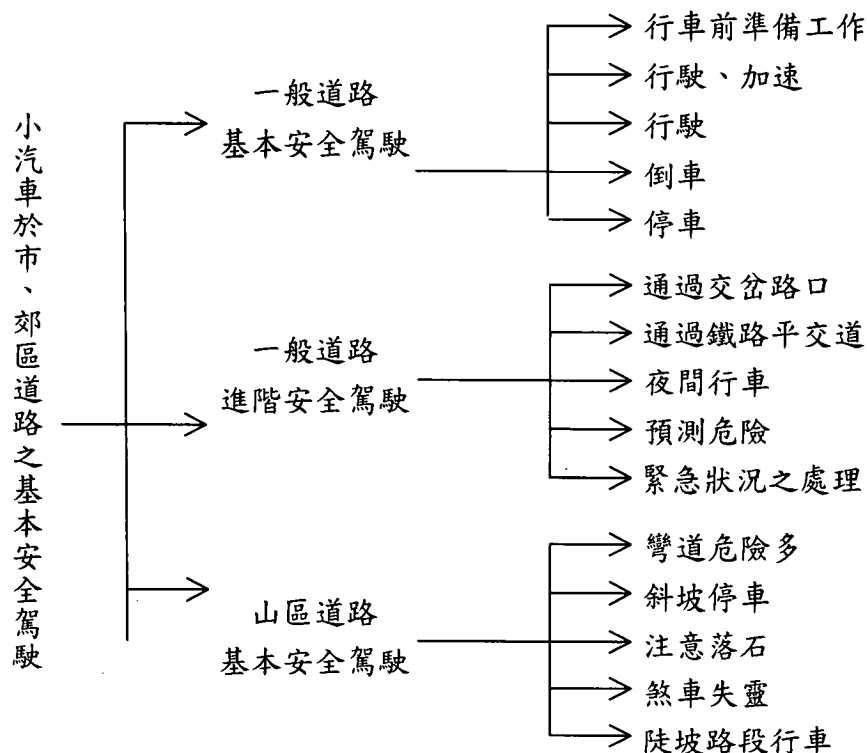 小汽車於市、郊區道路之基本安全駕駛
一般道路
基本安全駕駛
行車前準備工作
行駛、加速
行駛
倒車
停車
一般道路
進階安全駕駛
通過交岔路口
通過鐵路平交道
夜間行車
預測危險
緊急狀況之處理
山區道路
基本安全駕駛
彎道危險多
斜坡停車
注意落石
煞車失靈
陡坡路段行車